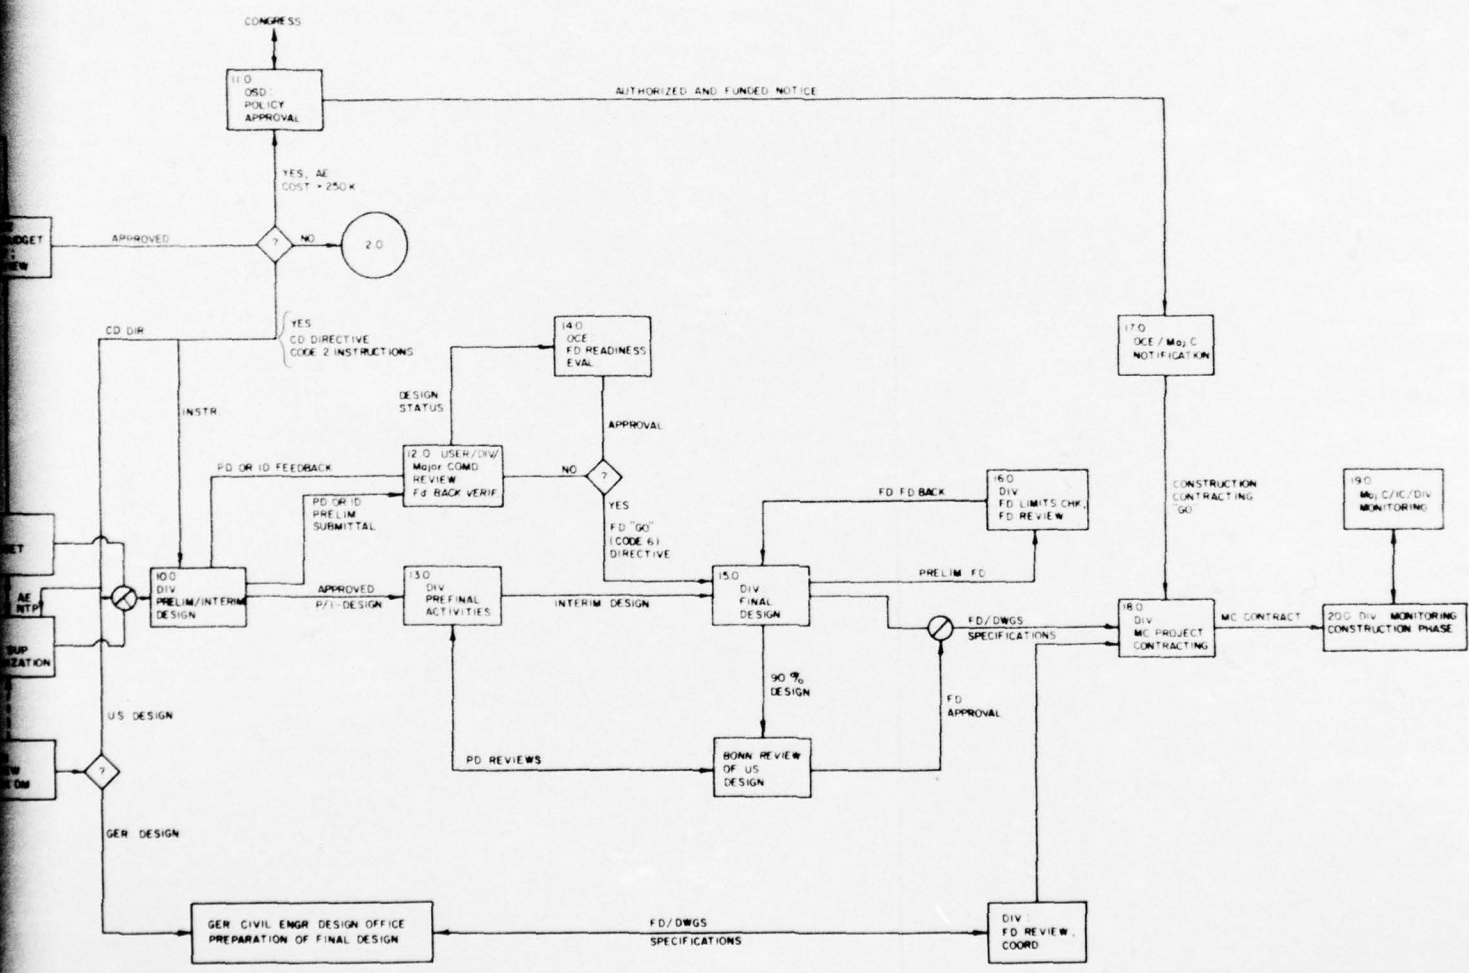 CONGRESS
11.0
OSD:
POLICY
APPROVAL
AUTHORIZED AND FUNDED NOTICE
YES, AE
COST > 250 K
APPROVED
?
NO
2.0
CD DIR
YES
CD DIRECTIVE
CODE 2 INSTRUCTIONS
INSTR.
14.0
OCE:
FD READINESS
EVAL
17.0
OCE / Maj C
NOTIFICATION
DESIGN
STATUS
APPROVAL
PD OR ID FEEDBACK
12.0 USER/DIV/
Major COMD
REVIEW
Fd BACK VERIF
NO
?
PD OR ID
PRELIM
SUBMITTAL
YES
FD "GO"
(CODE 6)
DIRECTIVE
FD FD BACK
16.0
DIV
FD LIMITS CHK,
FD REVIEW
CONSTRUCTION
CONTRACTING
"GO"
19.0
Maj C/IC/DIV
MONITORING
10.0
DIV
PRELIM/INTERIM
DESIGN
APPROVED
P/I-DESIGN
13.0
DIV
PREFINAL
ACTIVITIES
INTERIM DESIGN
15.0
DIV
FINAL
DESIGN
PRELIM FD
FD/DWGS
SPECIFICATIONS
18.0
DIV
MC PROJECT
CONTRACTING
MC CONTRACT
20.0 DIV MONITORING
CONSTRUCTION PHASE
AE
NTP
US DESIGN
?
GER DESIGN
90 %
DESIGN
FD
APPROVAL
PD REVIEWS
BONN REVIEW
OF US
DESIGN
GER CIVIL ENGR DESIGN OFFICE
PREPARATION OF FINAL DESIGN
FD/DWGS
SPECIFICATIONS
DIV:
FD REVIEW,
COORD